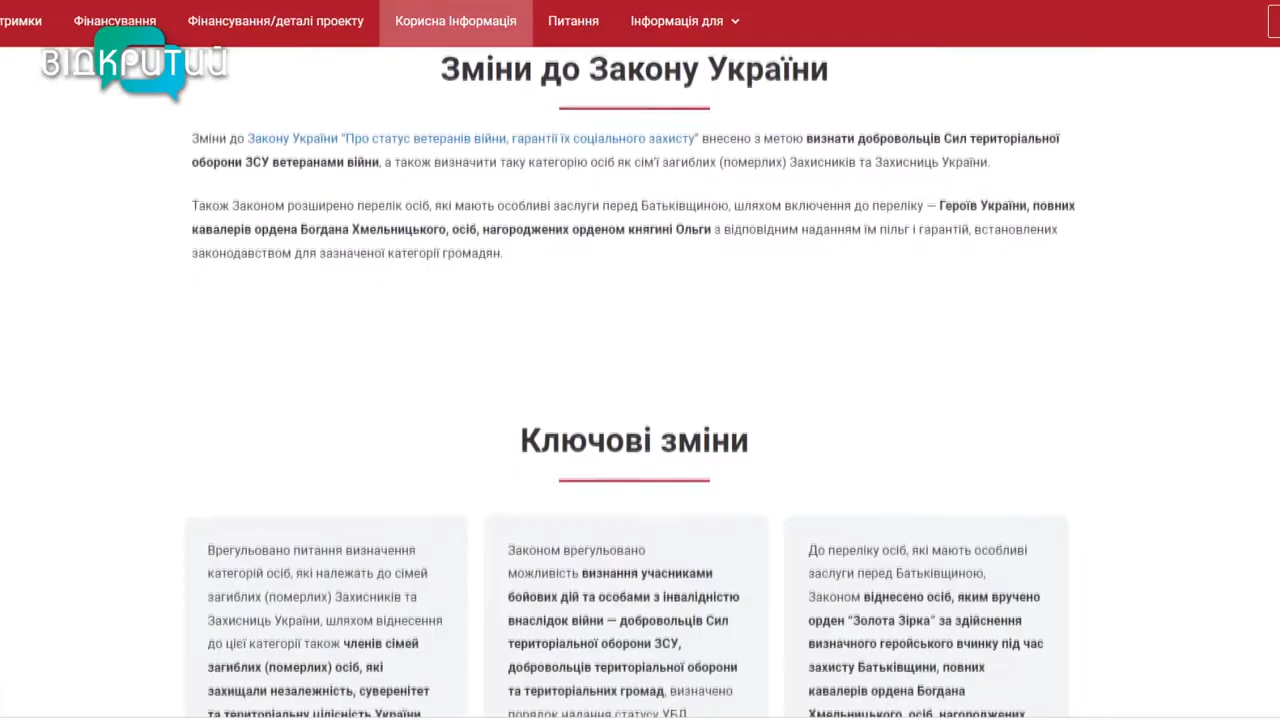 тримки
Фінансування
Фінансування/деталі проекту
Корисна Інформація
Питання
Інформація для
ВІДКРИТИЙ
Зміни до Закону України
Зміни до Закону України "Про статус ветеранів війни, гарантії їх соціального захисту" внесено з метою визнати добровольців Сил територіальної
оборони ЗСУ ветеранами війни, а також визначити таку категорію осіб як сім'ї загиблих (померлих) Захисників та Захисниць України.
Також Законом розширено перелік осіб, які мають особливі заслуги перед Батьківщиною, шляхом включення до переліку — Героїв України, повних
кавалерів ордена Богдана Хмельницького, осіб, нагороджених орденом княгині Ольги з відповідним наданням їм пільг і гарантій, встановлених
законодавством для зазначеної категорії громадян.
Ключові зміни
Врегульовано питання визначення
категорій осіб, які належать до сімей
загиблих (померлих) Захисників та
Захисниць України, шляхом віднесення
до цієї категорії також членів сімей
загиблих (померлих) осіб, які
захищали незалежність, суверенітет
та територіальну цілісність України
Законом врегульовано
можливість визнання учасниками
бойових дій та особами з інвалідністю
внаслідок війни — добровольців Сил
територіальної оборони ЗСУ,
добровольців територіальної оборони
та територіальних громад, визначено
порядок надання статусу УБД
До переліку осіб, які мають особливі
заслуги перед Батьківщиною,
Законом віднесено осіб, яким вручено
орден "Золота Зірка" за здійснення
визначного геройського вчинку під час
захисту Батьківщини, повних
кавалерів ордена Богдана
Хмельницького, осіб, нагороджених